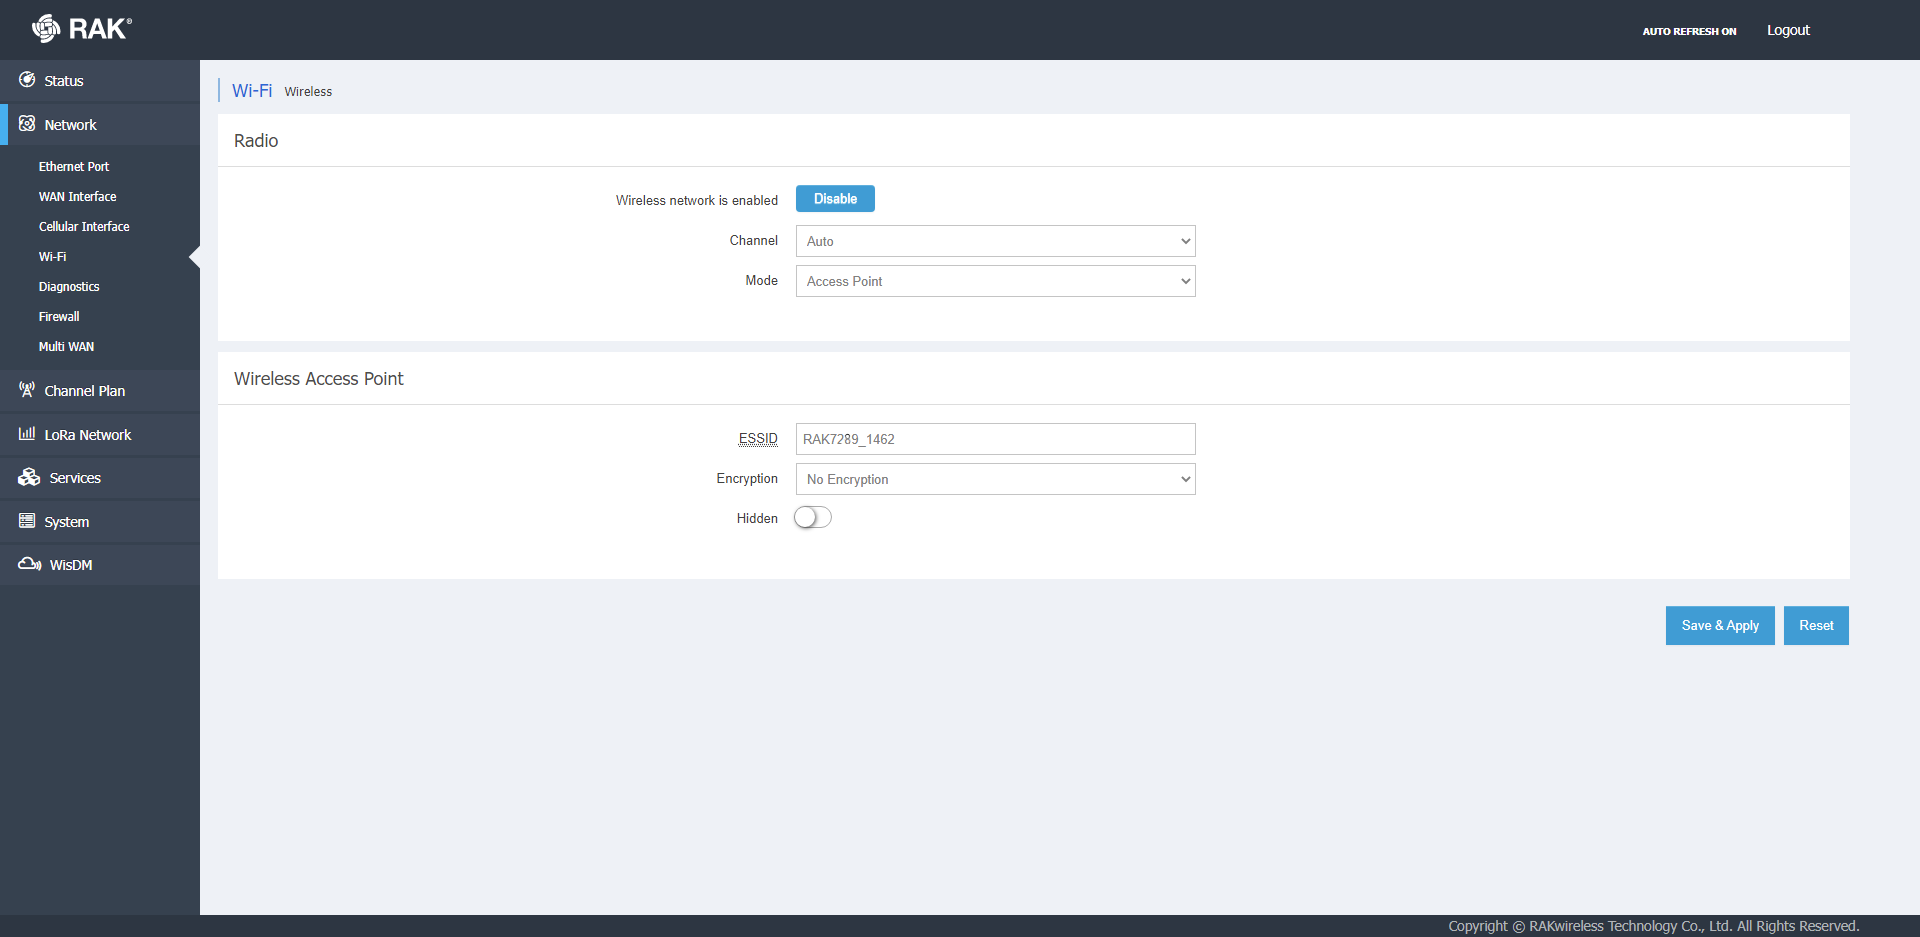 RAK®
AUTO REFRESH ON
Logout
Status
Network
Ethernet Port
WAN Interface
Cellular Interface
Wi-Fi
Diagnostics
Firewall
Multi WAN
Channel Plan
LoRa Network
Services
System
WisDM
Wi-Fi Wireless
Radio
Wireless network is enabled Disable
Channel Auto
Mode Access Point
Wireless Access Point
ESSID RAK7289_1462
Encryption No Encryption
Hidden
Save & Apply Reset
Copyright © RAKwireless Technology Co., Ltd. All Rights Reserved.